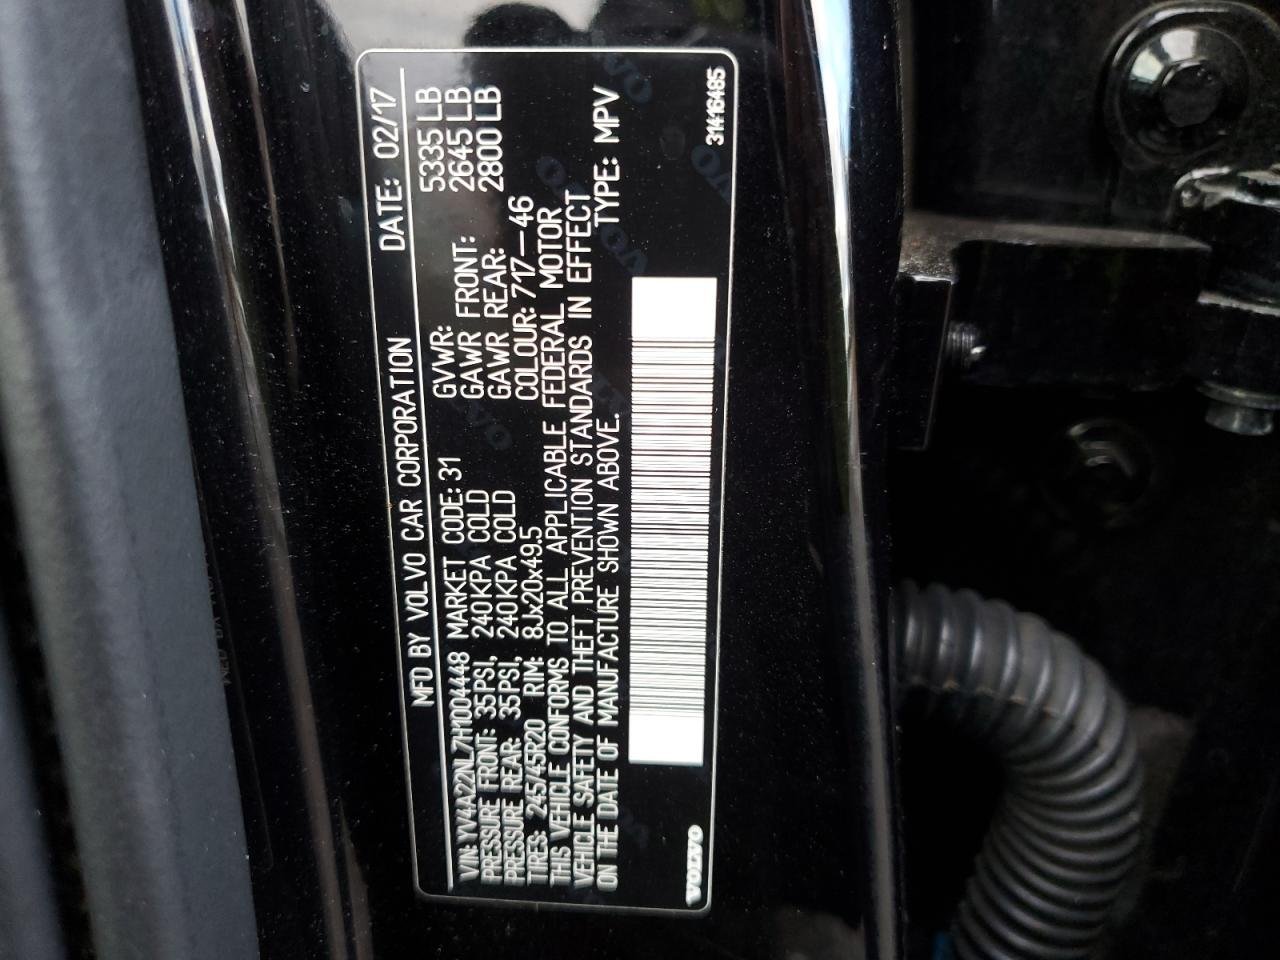 MFD BY VOLVO CAR CORPORATION DATE: 02/17
VIN: YV4A22NL7H1004448 MARKET CODE: 31 GVWR: 5335 LB
PRESSURE FRONT: 35PSI, 240KPA COLD GAWR FRONT: 2645 LB
PRESSURE REAR: 35PSI, 240KPA COLD GAWR REAR: 2800 LB
TIRES: 245/45R20 RIM: 8Jx20x49.5 COLOUR: 717-46
THIS VEHICLE CONFORMS TO ALL APPLICABLE FEDERAL MOTOR
VEHICLE SAFETY AND THEFT PREVENTION STANDARDS IN EFFECT
ON THE DATE OF MANUFACTURE SHOWN ABOVE. TYPE: MPV
VOLVO 31416485